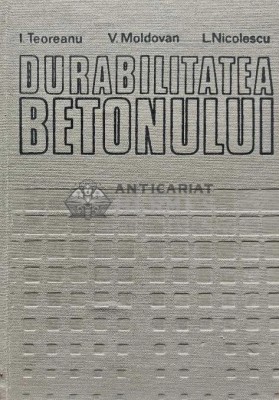 I. Teoreanu V. Moldovan L. Nicolescu
DURABILITATEA
BETONULUI
ANTICARIAT